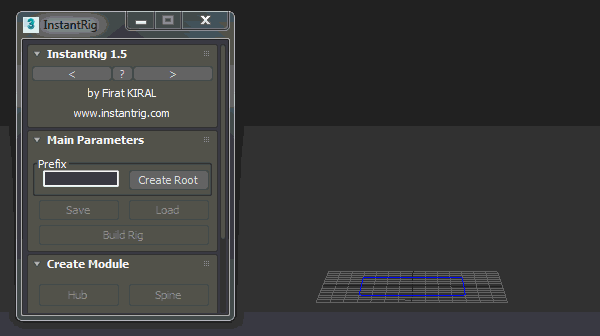 3 InstantRig
InstantRig 1.5
< ? >
by Firat KIRAL
www.instantrig.com
Main Parameters
Prefix
Create Root
Save Load
Build Rig
Create Module
Hub Spine